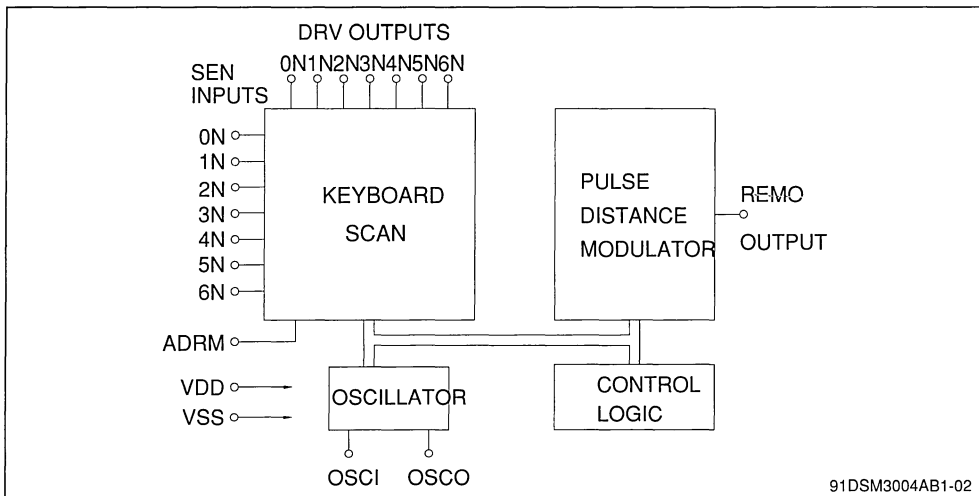 DRV OUTPUTS
0N1N2N3N4N5N6N
SEN
INPUTS
0N
1N
2N
3N
4N
5N
6N
ADRM
VDD
VSS
KEYBOARD
SCAN
PULSE
DISTANCE
MODULATOR
REMO
OUTPUT
OSCILLATOR
CONTROL
LOGIC
OSCI OSCO
91DSM3004AB1-02